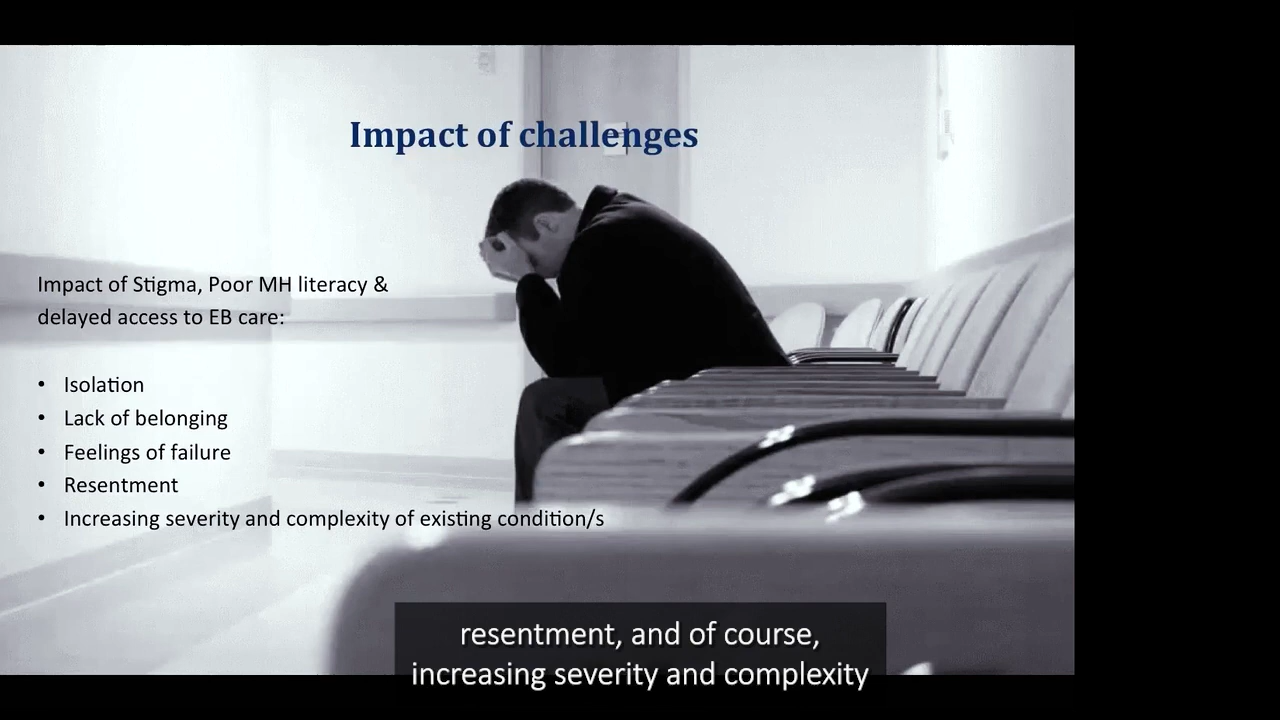 Impact of challenges
Impact of Stigma, Poor MH literacy &
delayed access to EB care:
• Isolation
• Lack of belonging
• Feelings of failure
• Resentment
• Increasing severity and complexity of existing condition/s
resentment, and of course,
increasing severity and complexity